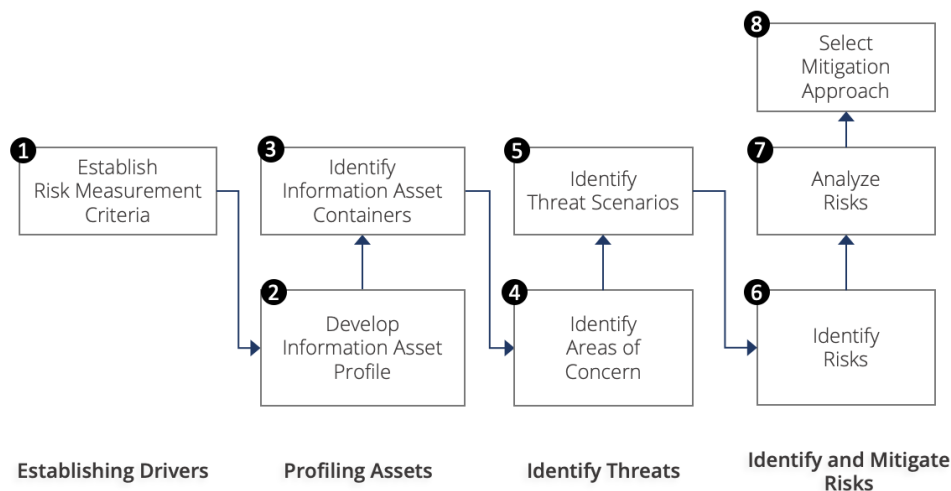 1
Establish
Risk Measurement
Criteria
2
Develop
Information Asset
Profile
3
Identify
Information Asset
Containers
4
Identify
Areas of
Concern
5
Identify
Threat Scenarios
6
Identify
Risks
7
Analyze
Risks
8
Select
Mitigation
Approach
Establishing Drivers
Profiling Assets
Identify Threats
Identify and Mitigate
Risks